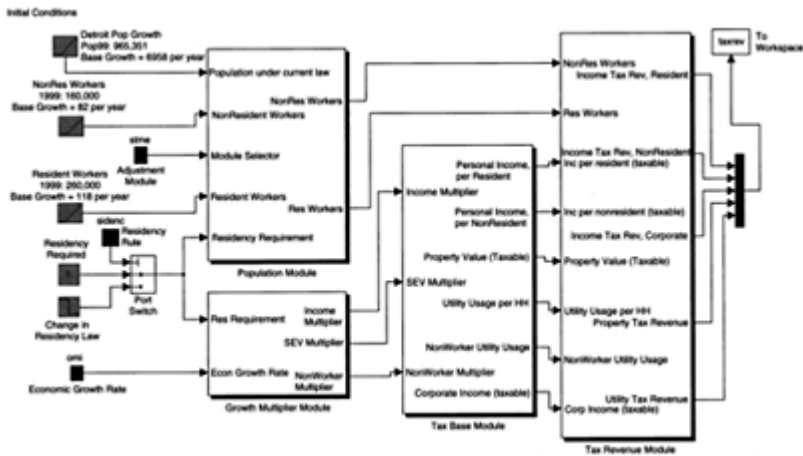 Initial Conditions
Detroit Pop Growth
Pop99: 965,351
Base Growth + 6958 per year
NonRes Workers
1999: 160,000
Base Growth + 82 per year
stme
Adjustment
Module
Resident Workers
1999: 260,000
Base Growth + 118 per year
sidenc
Residency
Rule
Residency
Required
Port
Switch
Change in
Residency Law
omi
Economic Growth Rate
Population under current law
NonRes Workers
NonResident Workers
Module Selector
Resident Workers
Res Workers
Residency Requirement
Population Module
Res Requirement
Income
Multiplier
SEV Multiplier
Econ Growth Rate
NonWorker
Multiplier
Growth Multiplier Module
Personal Income,
per Resident
Income Multiplier
Personal Income,
per NonResident
Property Value (Taxable)
SEV Multiplier
Utility Usage per HH
NonWorker Utility Usage
NonWorker Multiplier
Corporate Income (taxable)
Tax Base Module
NonRes Workers
Income Tax Rev, Resident
Res Workers
Income Tax Rev, NonResident
Inc per resident (taxable)
Inc per nonresident (taxable)
Income Tax Rev, Corporate
Property Value (Taxable)
Utility Usage per HH
Property Tax Revenue
NonWorker Utility Usage
Utility Tax Revenue
Corp Income (taxable)
Tax Revenue Module
taxrev
To
Workspace